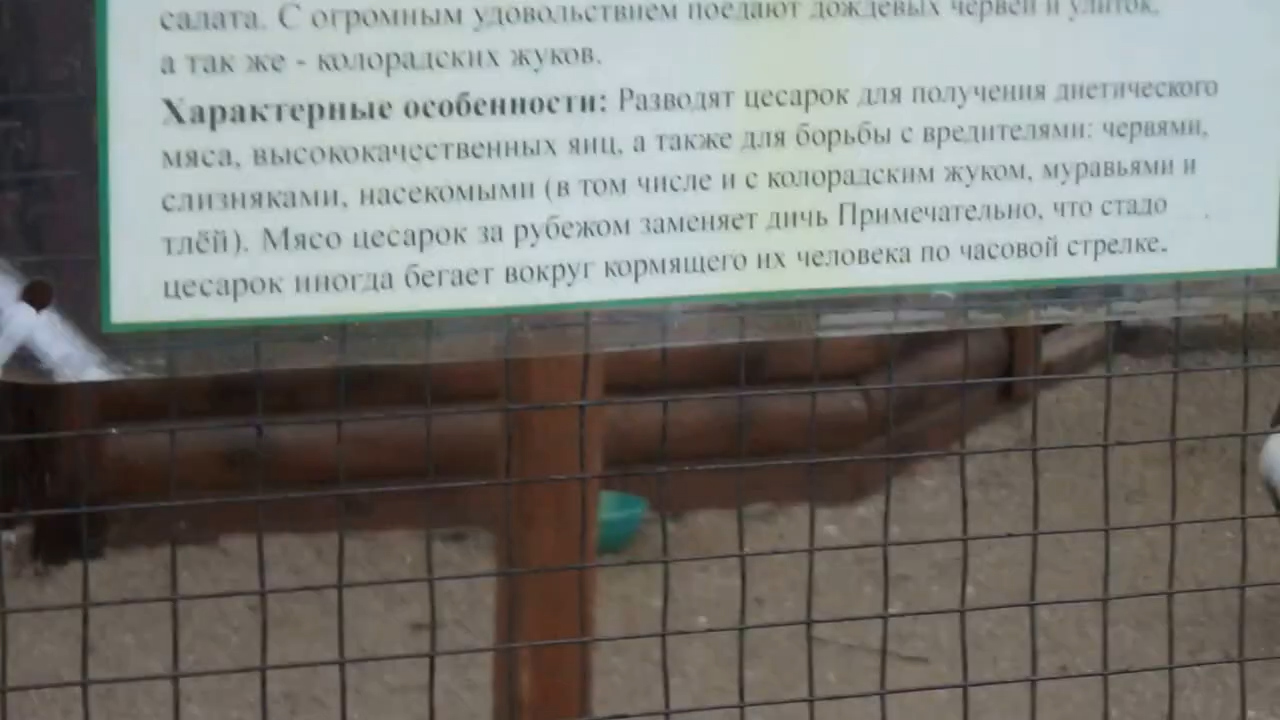 салата. С огромным удовольствием поедают дождевых червей и улиток,
а так же - колорадских жуков.
Характерные особенности: Разводят цесарок для получения диетического
мяса, высококачественных яиц, а также для борьбы с вредителями: червями,
слизняками, насекомыми (в том числе и с колорадским жуком, муравьями и
тлёй). Мясо цесарок за рубежом заменяет дичь Примечательно, что стадо
цесарок иногда бегает вокруг кормящего их человека по часовой стрелке.